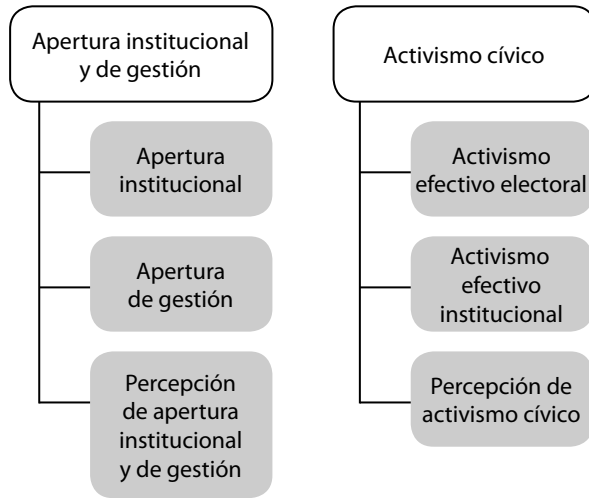 Apertura institucional
y de gestión
Apertura
institucional
Apertura
de gestión
Percepción
de apertura
institucional
y de gestión
Activismo cívico
Activismo
efectivo electoral
Activismo
efectivo
institucional
Percepción de
activismo cívico